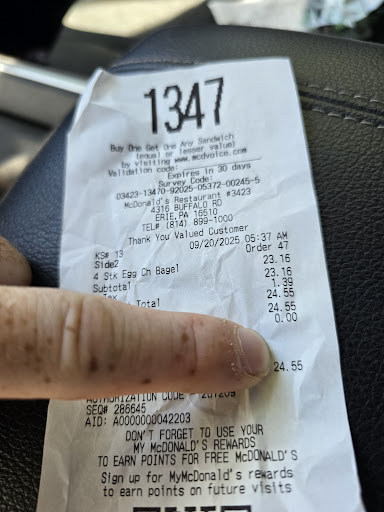 1347
Buy One Get One Any Sandwich
(equal or lesser value)
by visiting www.mcdvoice.com
Validation code:
Expires in 30 days
Survey Code:
03423-13470-92025-05372-00245-5
McDonald's Restaurant #3423
4316 BUFFALO RD
ERIE,PA 16510
TEL# (814) 899-1000
Thank You Valued Customer
KS# 13 09/20/2025 05:37 AM
Side2 Order 47
4 Stk Egg Ch Bagel 23.16
Subtotal 23.16
Tax 1.39
Total 24.55
24.55
0.00
24.55
AUTHORIZATION CODE
SEQ# 286645
AID: A0000000042203
DON'T FORGET TO USE YOUR
MY McDONALD'S REWARDS
TO EARN POINTS FOR FREE McDONALD'S
Sign up for MyMcDonald's rewards
to earn points on future visits